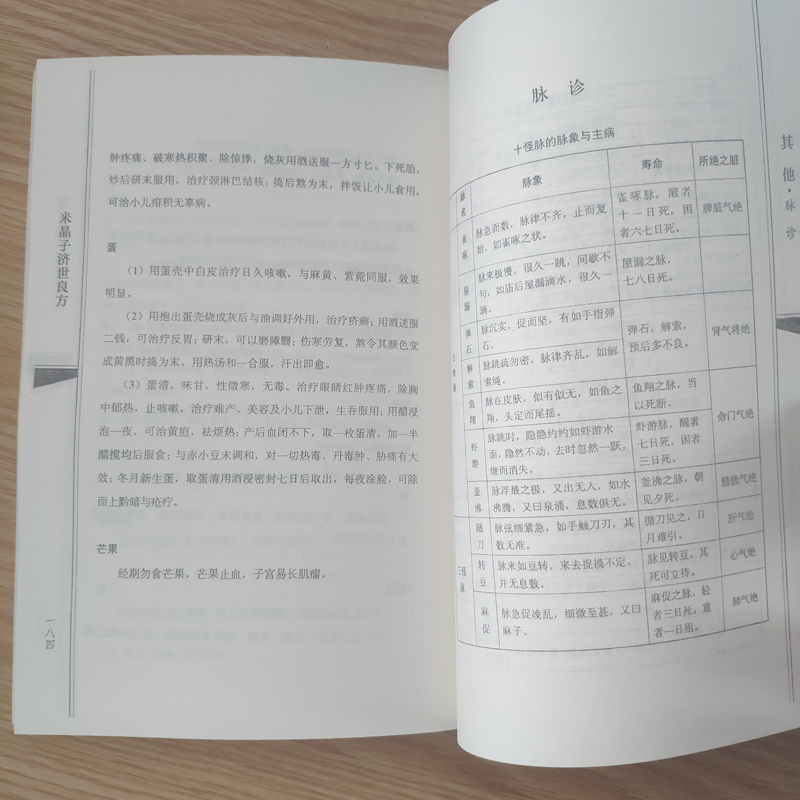 米晶子济世良方
肿疼痛、破寒热积聚、除惊悸，烧灰用酒送服一方寸匕。下死胎，
炒后研末服用，治疗颈淋巴结核；捣后熬为末，拌饭让小儿食用，
可治小儿疳积无辜病。
蛋
（1）用蛋壳中白皮治疗日久咳嗽，与麻黄、紫菀同服，效果
明显。
（2）用抱出蛋壳烧成灰后与油调好外用，治疗疥癣；用酒送服
二钱，可治疗反胃；研末，可以磨障翳；伤寒劳复，熬令其颜色变
成黄黑时捣为末，用热汤和一合服，汗出即愈。
（3）蛋清。味甘，性微寒，无毒。治疗眼睛红肿疼痛，除胸
中郁热，止咳嗽，治疗难产、美容及小儿下泄，生吞服用；用醋浸
泡一夜，可治黄疸，祛烦热；产后血闭不下，取一枚蛋清，加一半
醋搅均后服食；与赤小豆末调和，对一切热毒、丹毒肿、胁痛有大
效；冬月新生蛋，取蛋清用酒浸密封七日后取出，每夜涂脸，可除
面上黔暗与疮疗。
芒果
经期勿食芒果，芒果止血，子宫易长肌瘤。
一八四
脉 诊
十怪脉的脉象与主病
脉名 脉象 寿命 所绝之脏
雀啄 脉急而数，脉律不齐，止而复
始，如雀啄之状。
雀啄脉，醒者
十一日死，困
者六七日死。
脾脏气绝
屋漏 脉来极慢，很久一跳，间歇不
句，如庙后屋漏滴水，很久一
滴。
屋漏之脉，
七八日死。
弹石 脉沉实，促而坚，有如手指弹
石。
弹石，解索，
预后多不良。
肾气将绝
解索 脉跳疏勿密，脉律齐乱，如解
索绳。
鱼翔 脉在皮肤，似有似无，如鱼之
翔，头定而尾摇。
鱼翔之脉，当
以死断。
命门气绝
虾游 脉跳时，隐隐约约如虾游水
面，隐然不动，去时忽然一跃，
继而消失。
虾游脉，醒者
七日死，困者
三日死。
釜沸 脉浮最之极，又出无人，如水
沸腾，又曰泉涌，息数俱无。
釜沸之脉，朝
见夕死。
膀胱气绝
三怪脉
循刀 脉弦细紧急，如手触刀刃，其
数无准。
循刀见之，日
月难引。
肝气绝
转豆 脉来如豆转，来去捉摸不定，
并无息数。
脉见转豆，其
死可立待。
心气绝
麻促 脉急促凌乱，细微至甚，又曰
麻子。
麻促之脉，轻
者三日死，重
者一日殂。
肺气绝
其他·脉诊